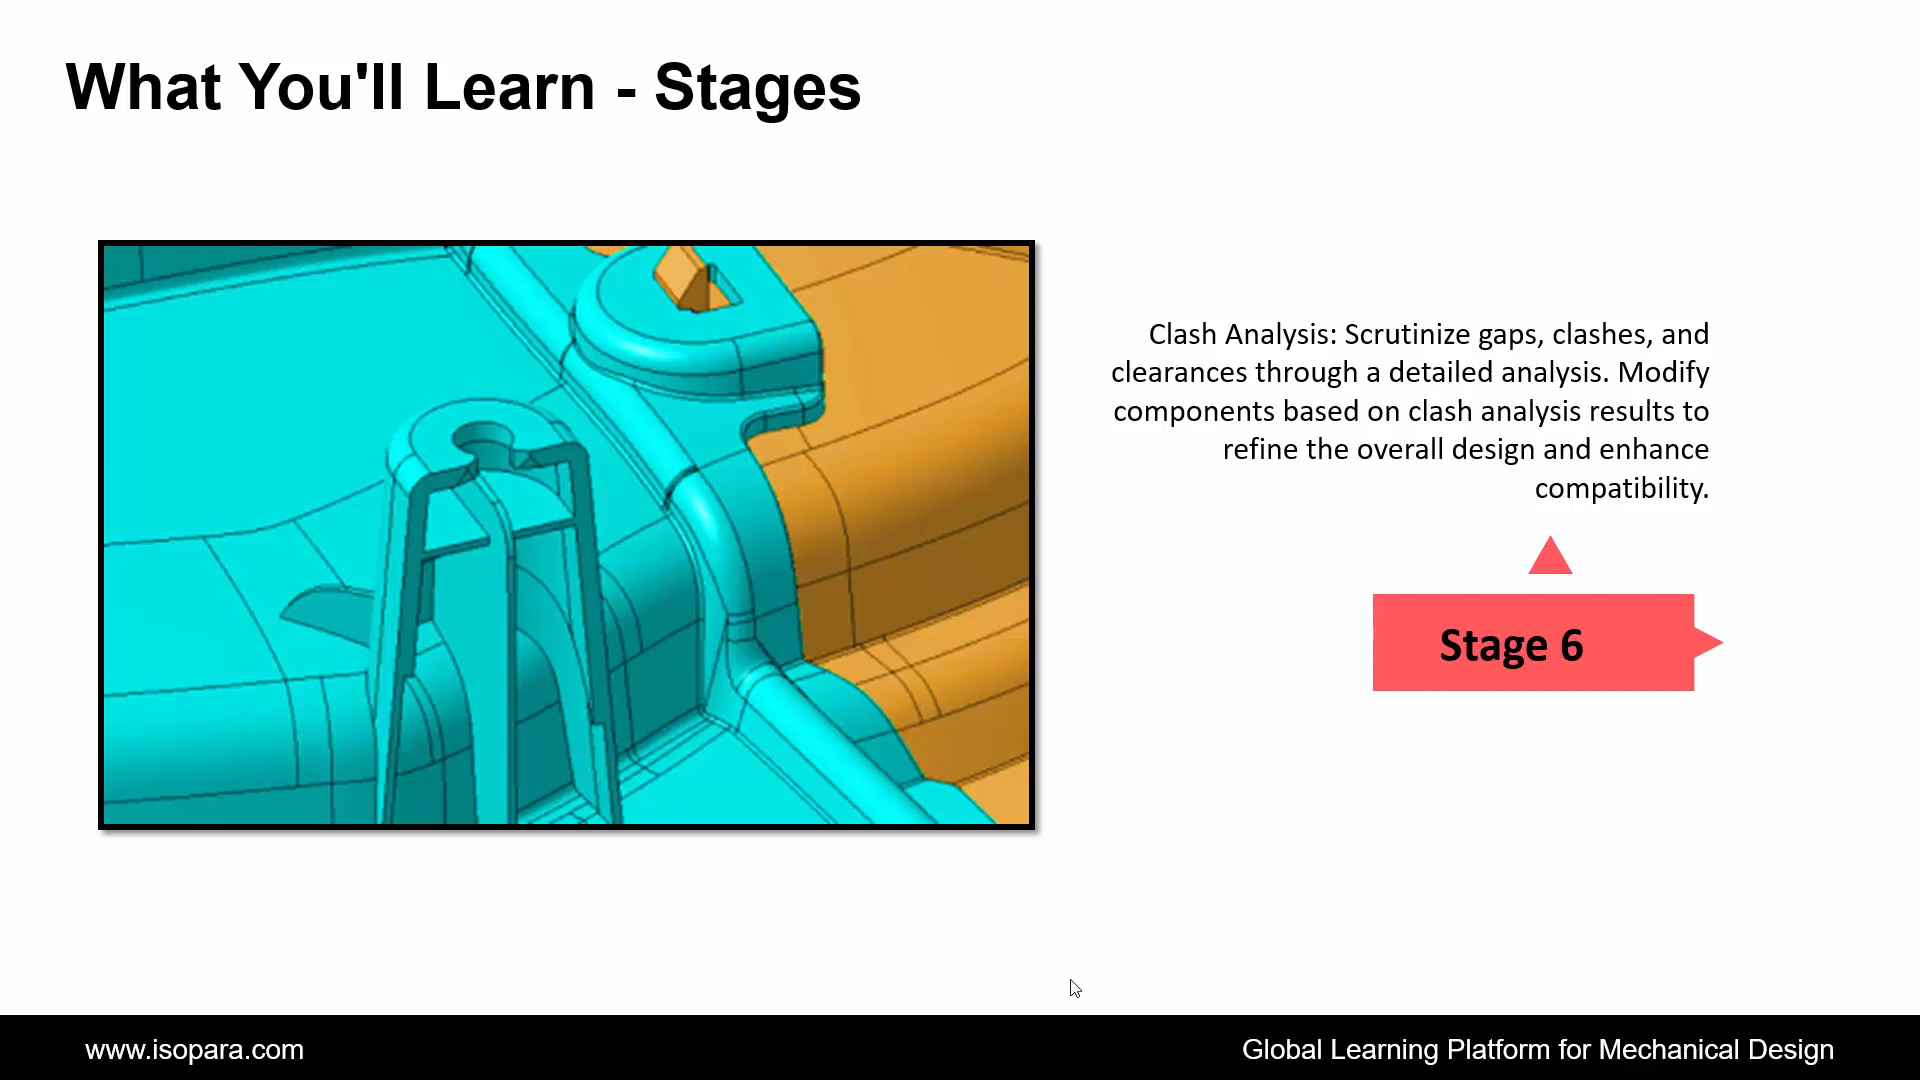 What You'll Learn - Stages
Clash Analysis: Scrutinize gaps, clashes, and
clearances through a detailed analysis. Modify
components based on clash analysis results to
refine the overall design and enhance
compatibility.
Stage 6
www.isopara.com
Global Learning Platform for Mechanical Design